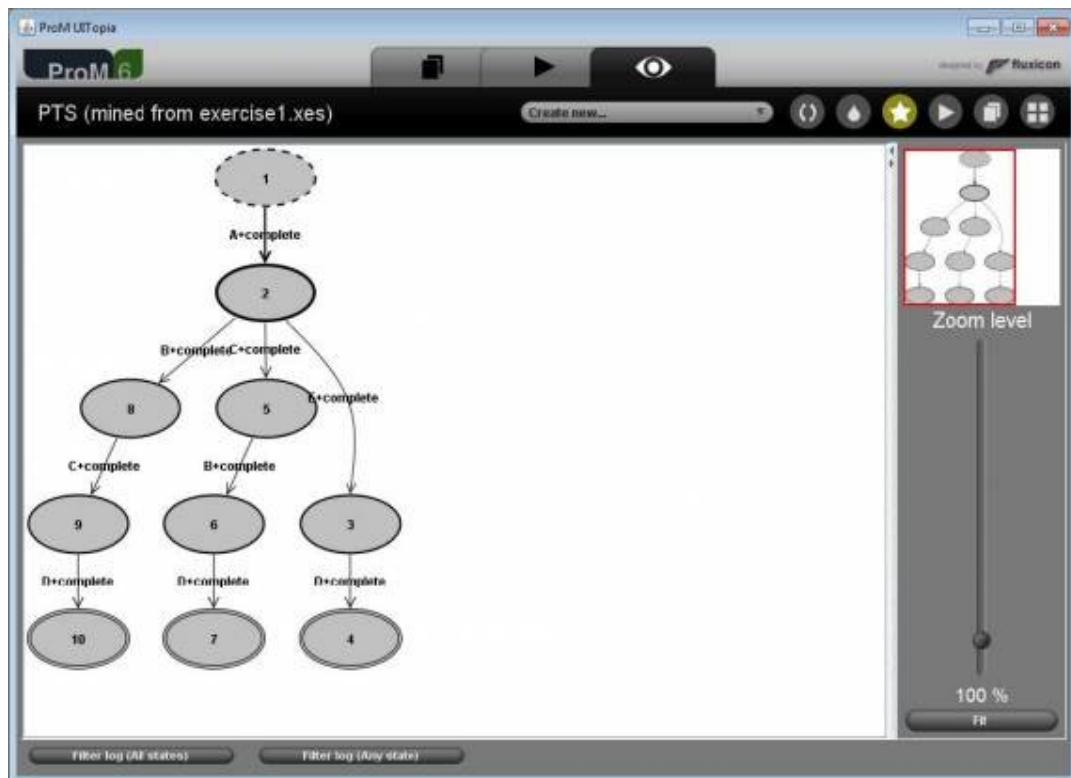 ProM UITopia
ProM 6
designed by fluxicon
PTS (mined from exercise1.xes)
Create new...
1
A+complete
2
B+complete
C+complete
E+complete
8
5
C+complete
B+complete
9
6
3
D+complete
D+complete
D+complete
10
7
4
Zoom level
100 %
Fit
Filter log (All states)
Filter log (Any state)